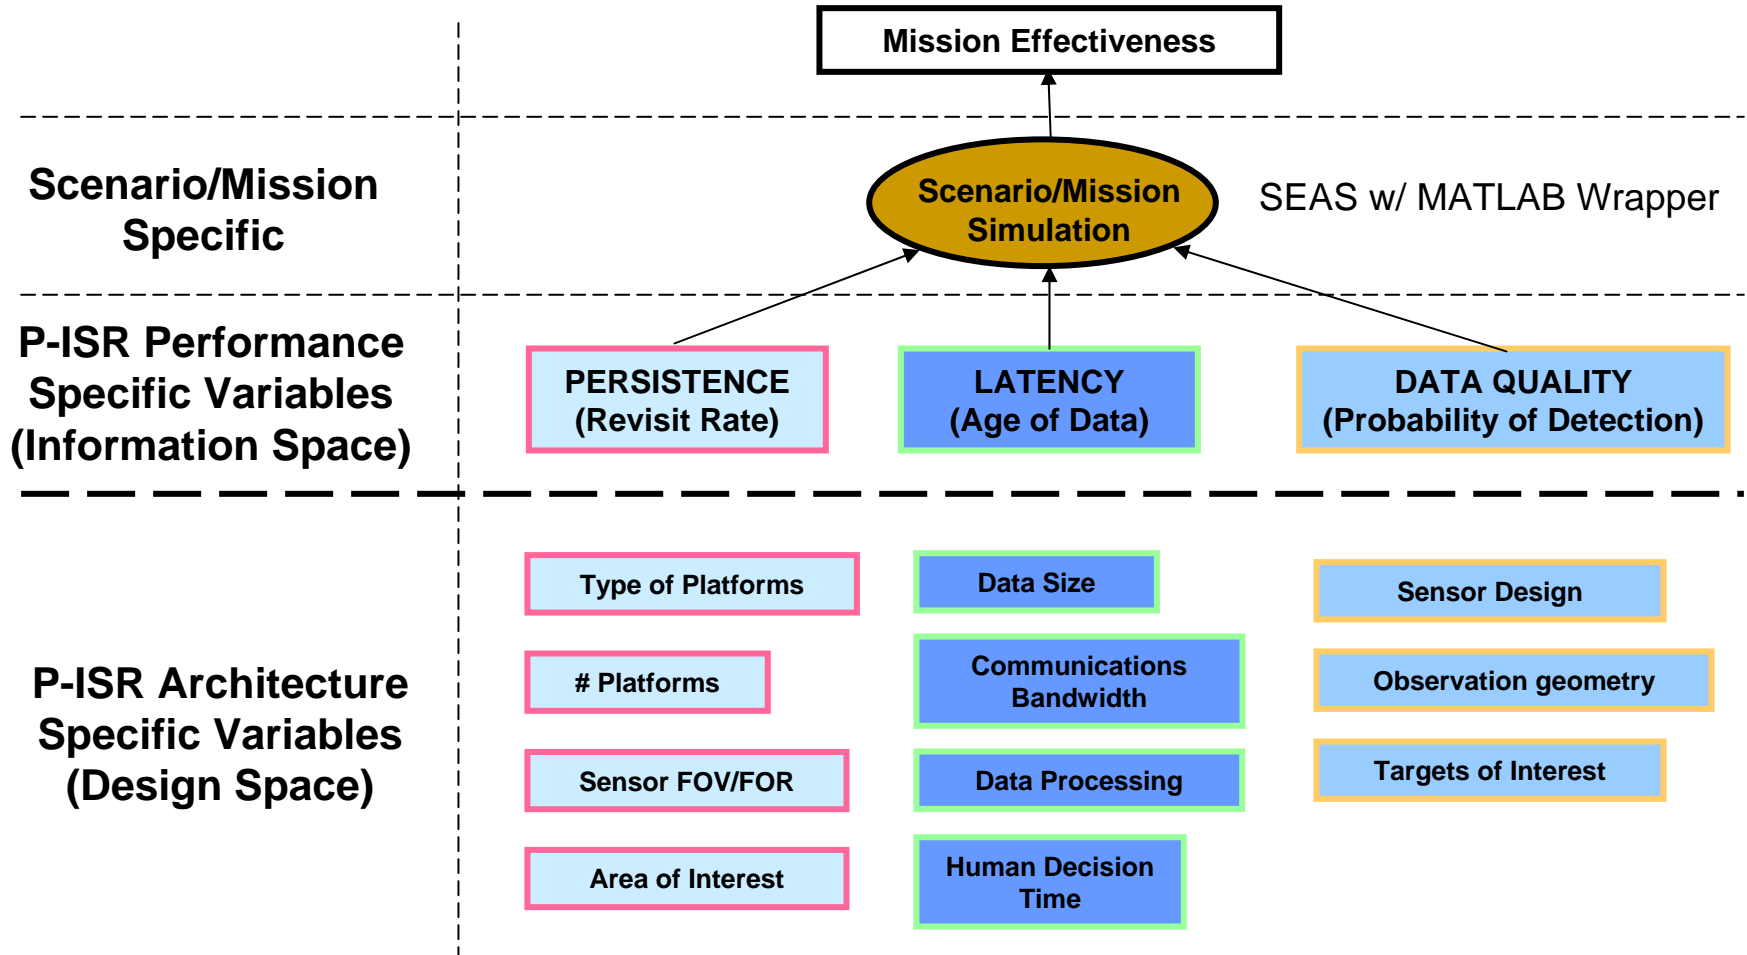 Mission Effectiveness
Scenario/Mission
Specific
Scenario/Mission
Simulation
SEAS w/ MATLAB Wrapper
P-ISR Performance
Specific Variables
(Information Space)
PERSISTENCE
(Revisit Rate)
LATENCY
(Age of Data)
DATA QUALITY
(Probability of Detection)
P-ISR Architecture
Specific Variables
(Design Space)
Type of Platforms
# Platforms
Sensor FOV/FOR
Area of Interest
Data Size
Communications
Bandwidth
Data Processing
Human Decision
Time
Sensor Design
Observation geometry
Targets of Interest